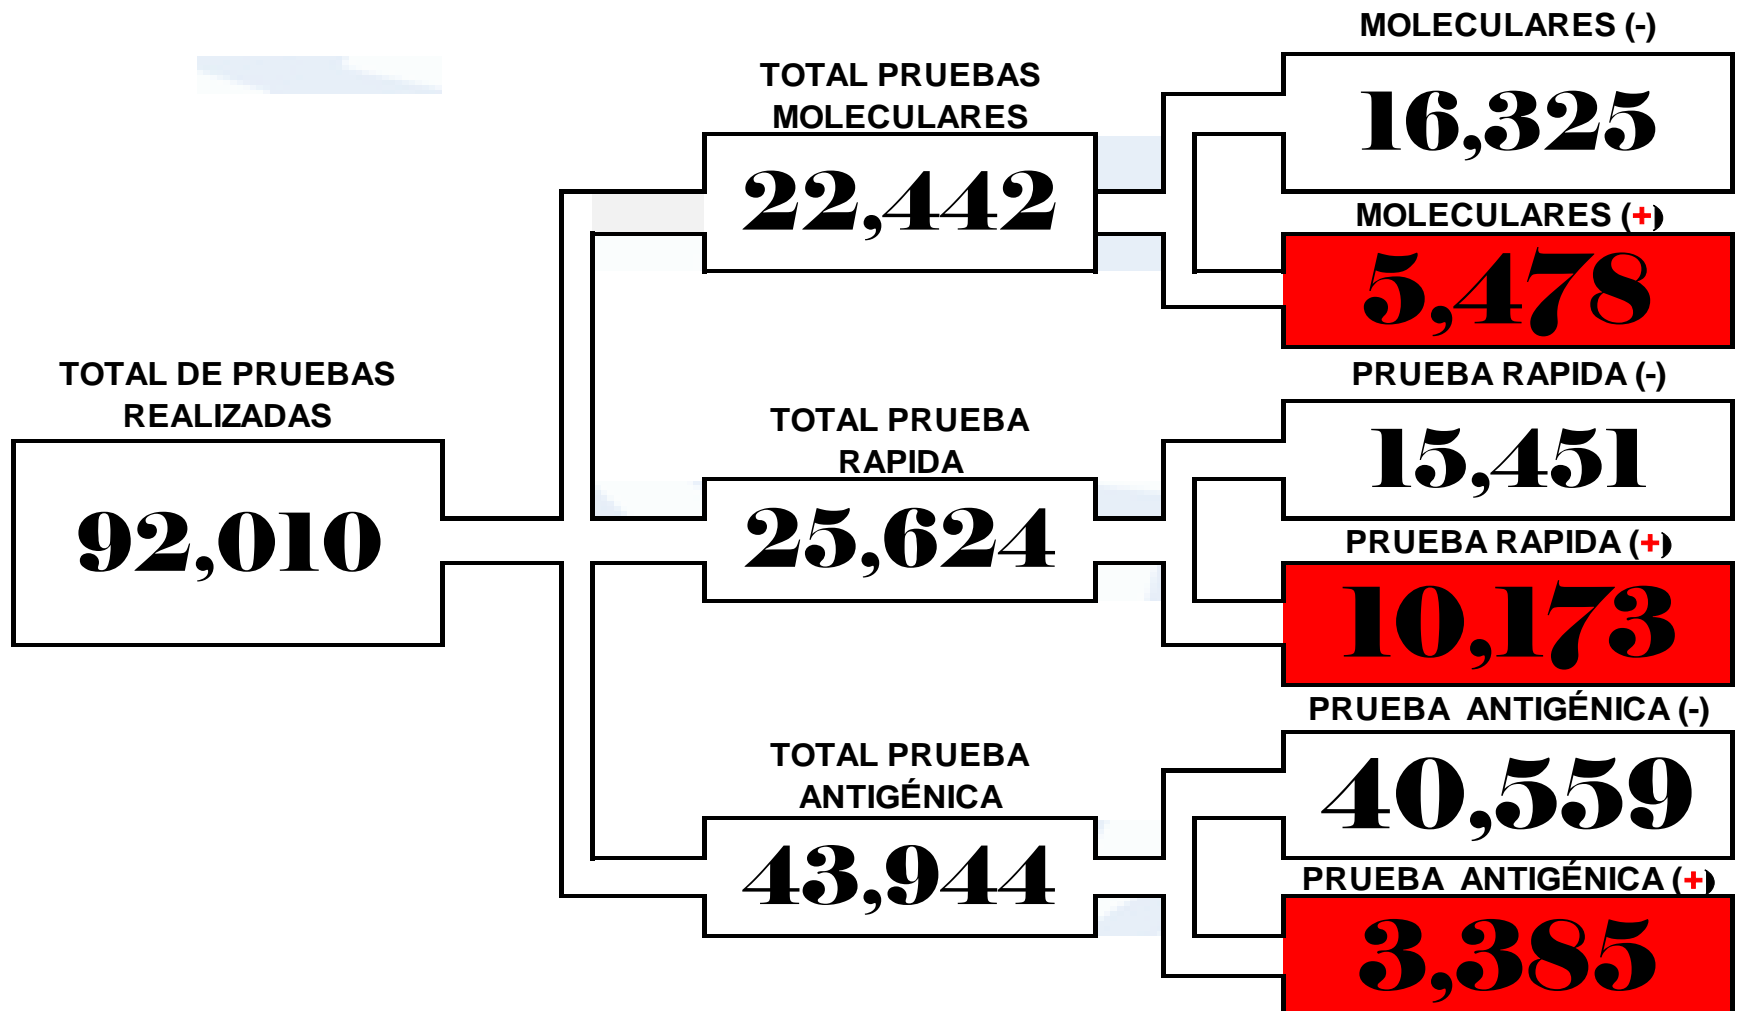 TOTAL DE PRUEBAS
REALIZADAS
92,010
TOTAL PRUEBAS
MOLECULARES
22,442
MOLECULARES (-)
16,325
MOLECULARES (+)
5,478
TOTAL PRUEBA
RAPIDA
25,624
PRUEBA RAPIDA (-)
15,451
PRUEBA RAPIDA (+)
10,173
TOTAL PRUEBA
ANTIGÉNICA
43,944
PRUEBA ANTIGÉNICA (-)
40,559
PRUEBA ANTIGÉNICA (+)
3,385